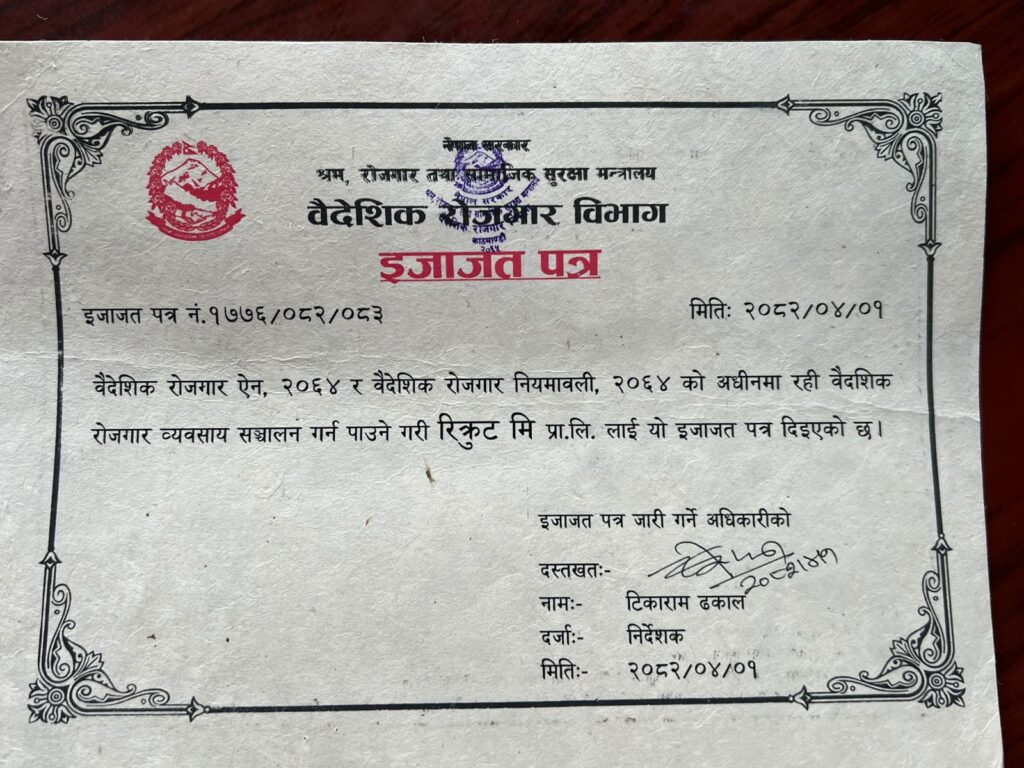 नेपाल सरकार
श्रम, रोजगार तथा सामाजिक सुरक्षा मन्त्रालय
वैदेशिक रोजगार विभाग
इजाजत पत्र
इजाजत पत्र नं.१७७६/०८२/०८३
मितिः २०८२/०४/०१
वैदेशिक रोजगार ऐन, २०६४ र वैदेशिक रोजगार नियमावली, २०६४ को अधीनमा रही वैदशिक
रोजगार व्यवसाय सञ्चालन गर्न पाउने गरी रिक्रुट मि प्रा.लि. लाई यो इजाजत पत्र दिइएको छ।
इजाजत पत्र जारी गर्ने अधिकारीको
दस्तखतः-
नामः- टिकाराम ढकाल
दर्जाः- निर्देशक
मितिः- २०८२/०४/०१